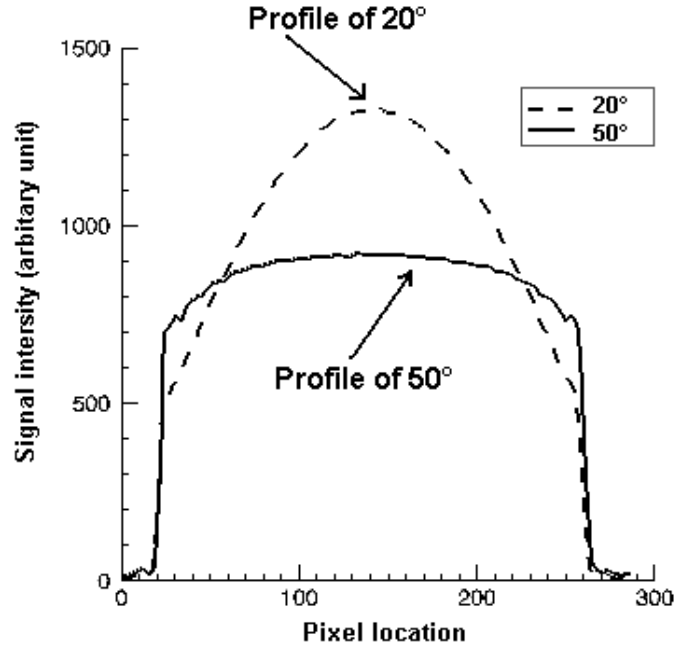 Profile of 20°
1500
20°
50°
1000
Signal intersity (arbitary unit)
Profile of 50°
500
0
0
100
200
300
Pixel location